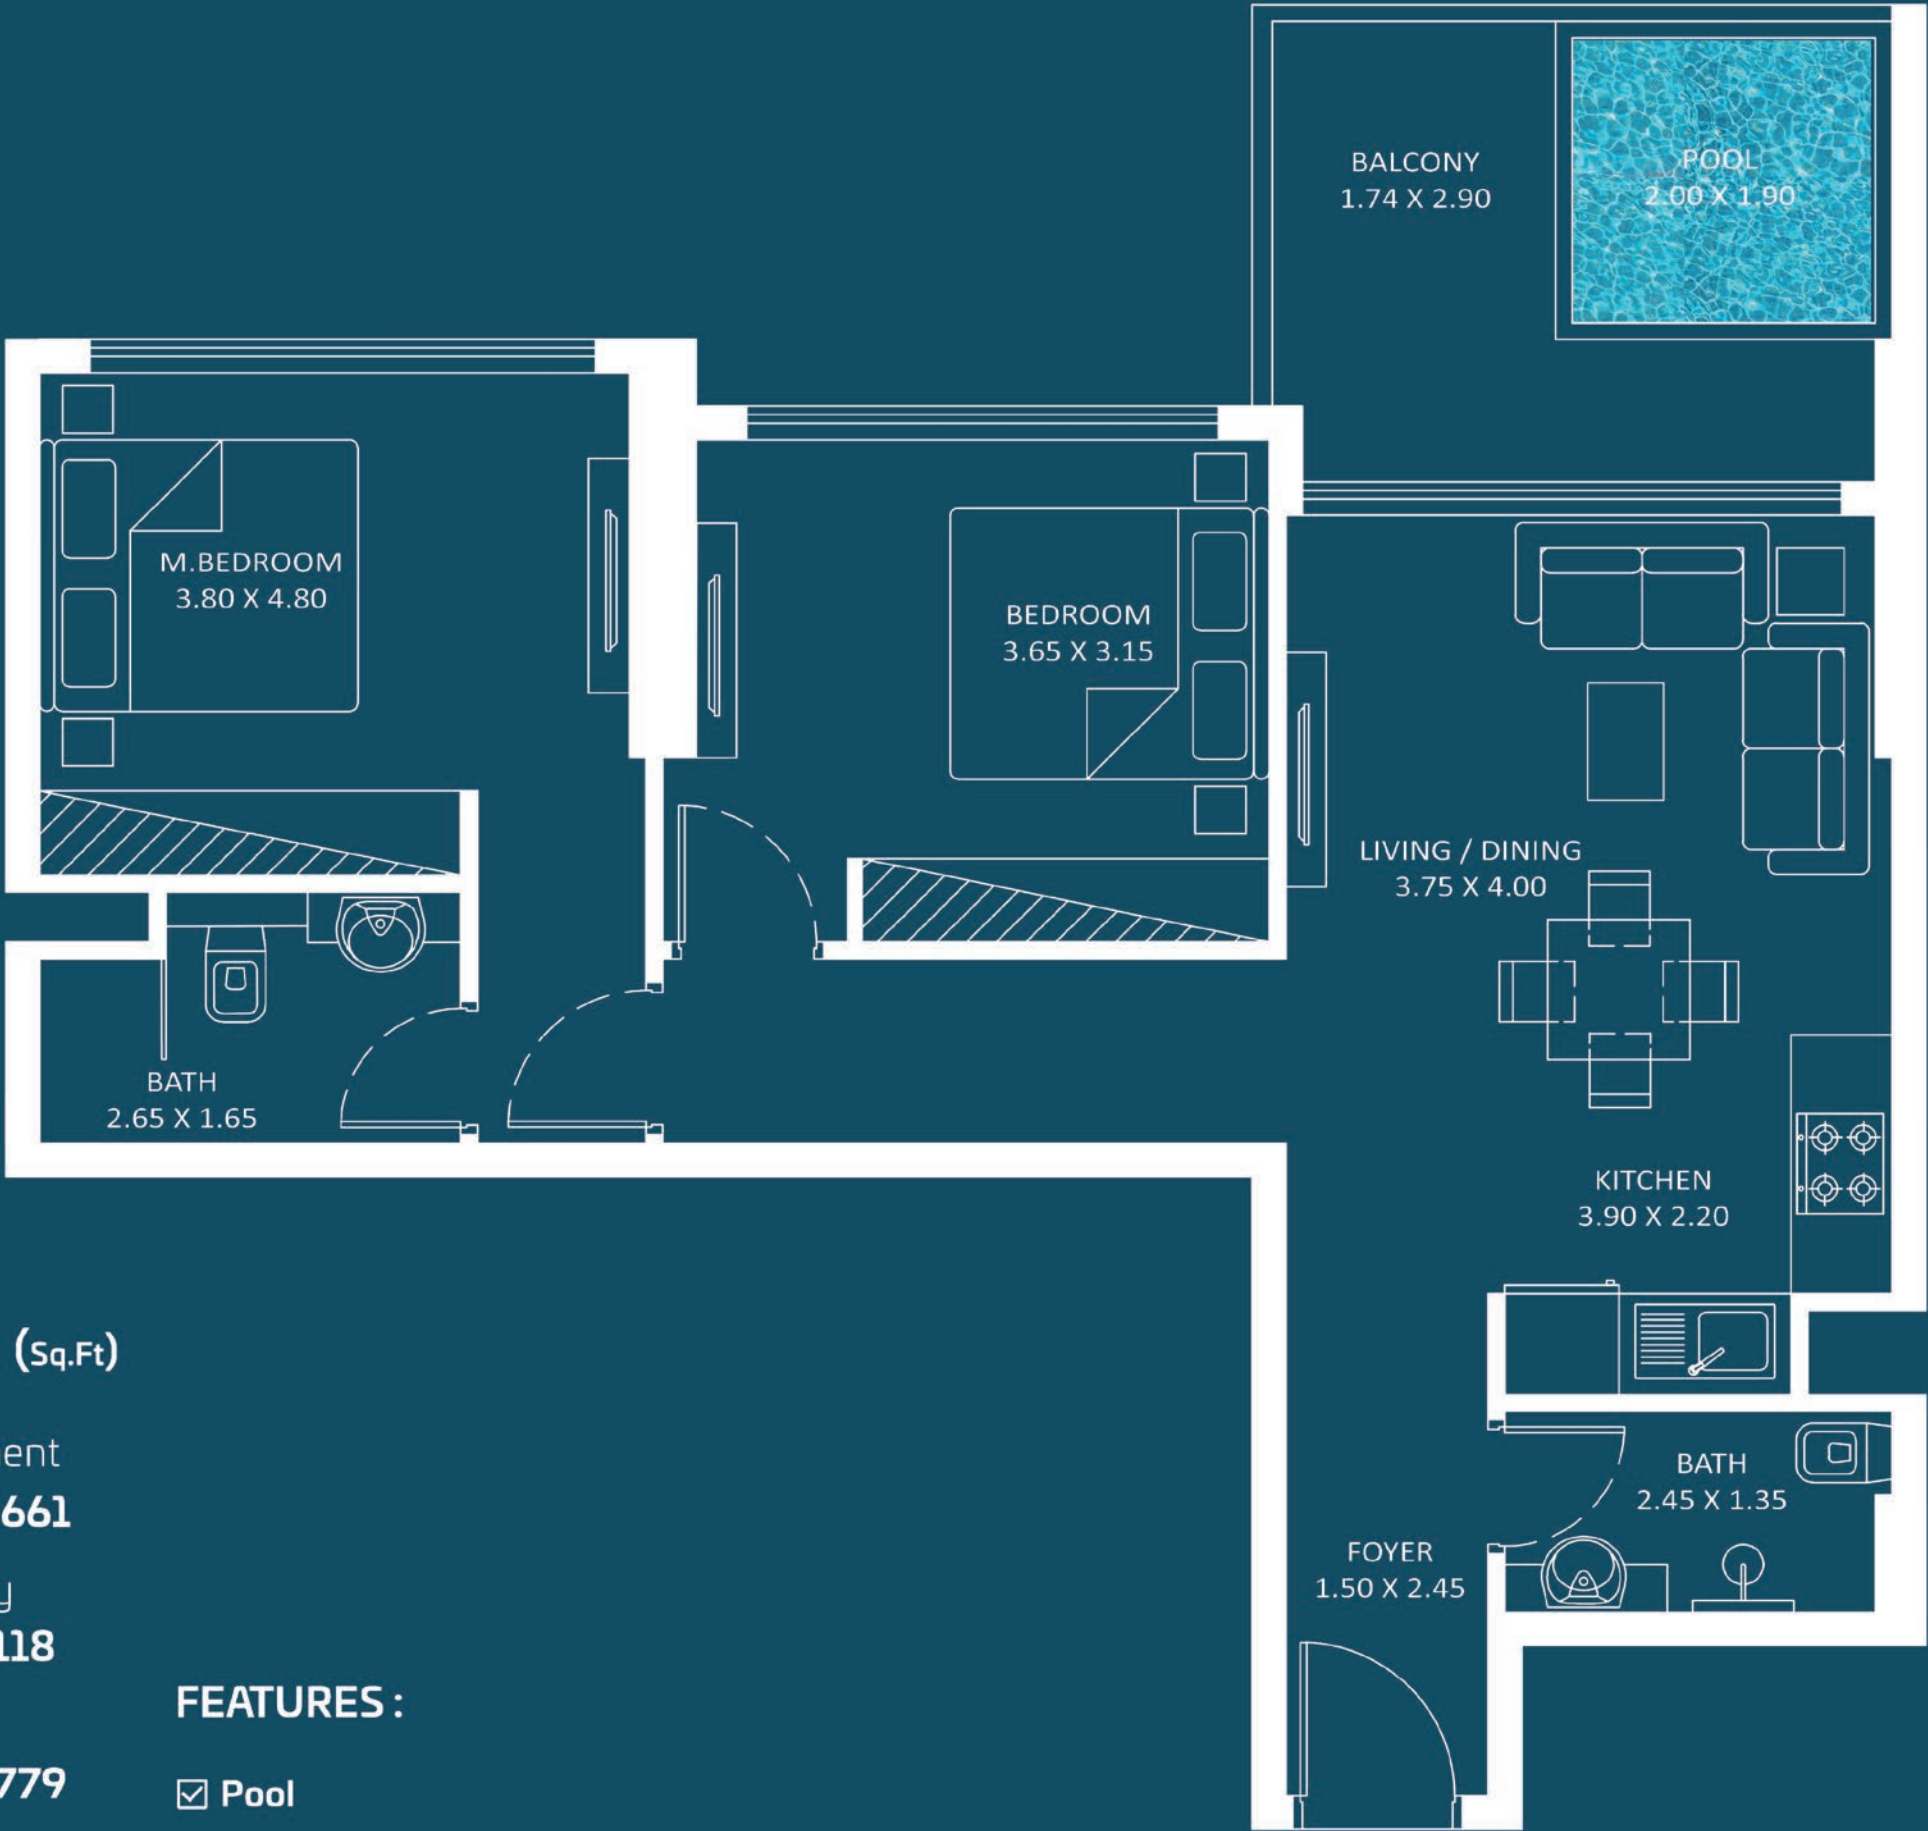 BALCONY
1.74 X 2.90
POOL
2.00 X 1.90
M.BEDROOM
3.80 X 4.80
BEDROOM
3.65 X 3.15
LIVING / DINING
3.75 X 4.00
BATH
2.65 X 1.65
KITCHEN
3.90 X 2.20
BATH
2.45 X 1.35
FOYER
1.50 X 2.45
(Sq.Ft)
661
118
779
FEATURES :
Pool